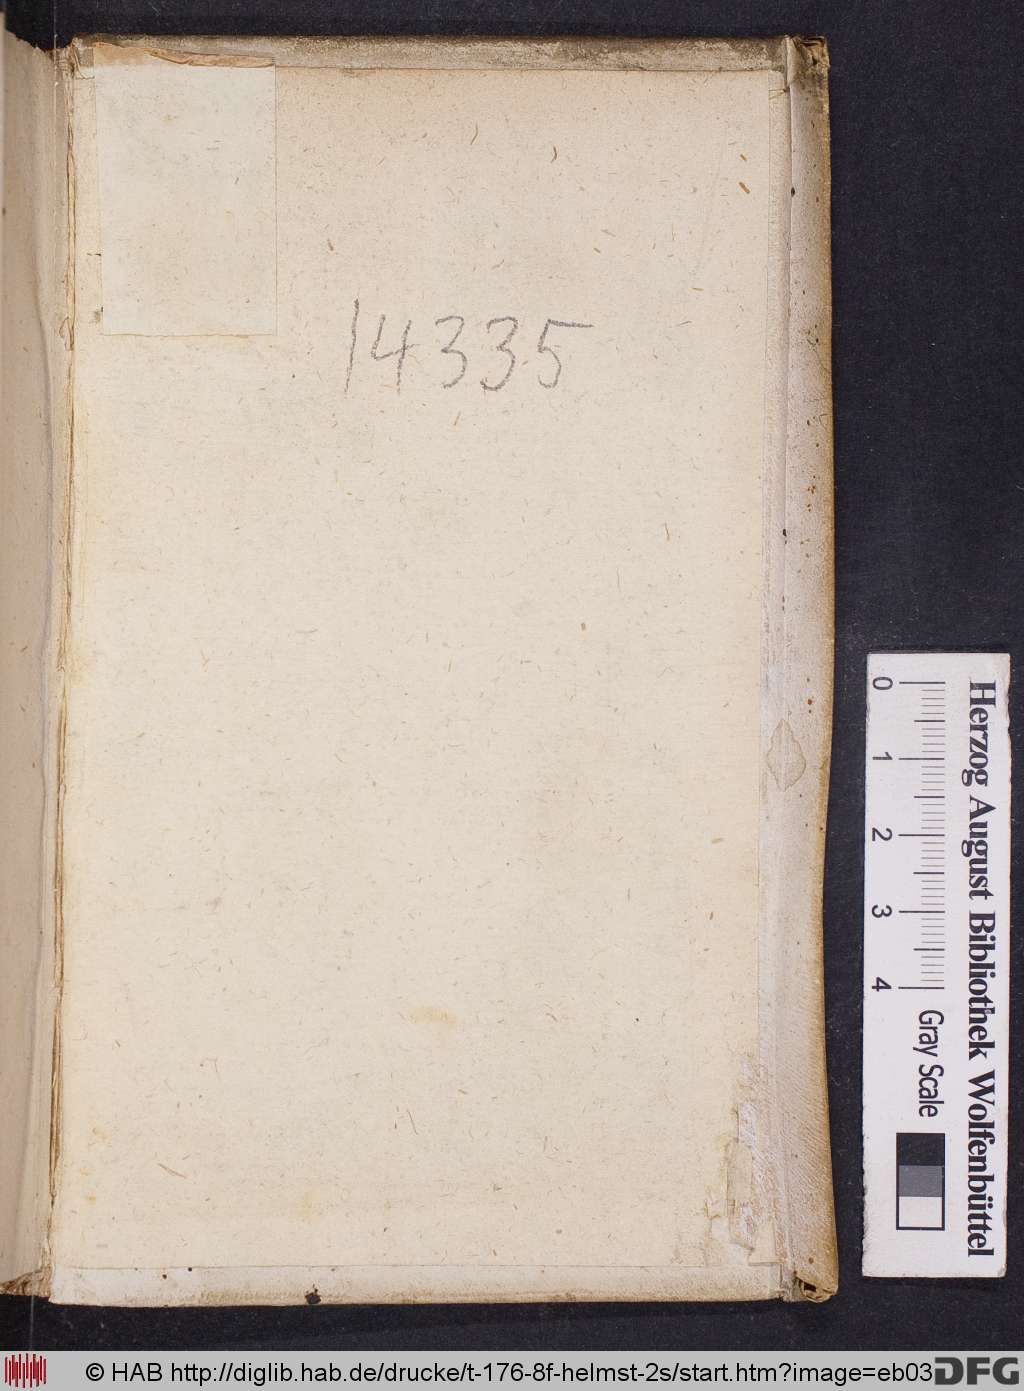 14335
Herzog August Bibliothek Wolfenbüttel
0 1 2 3 4
Gray Scale
© HAB http://diglib.hab.de/drucke/t-176-8f-helmst-2s/start.htm?image=eb03
DFG